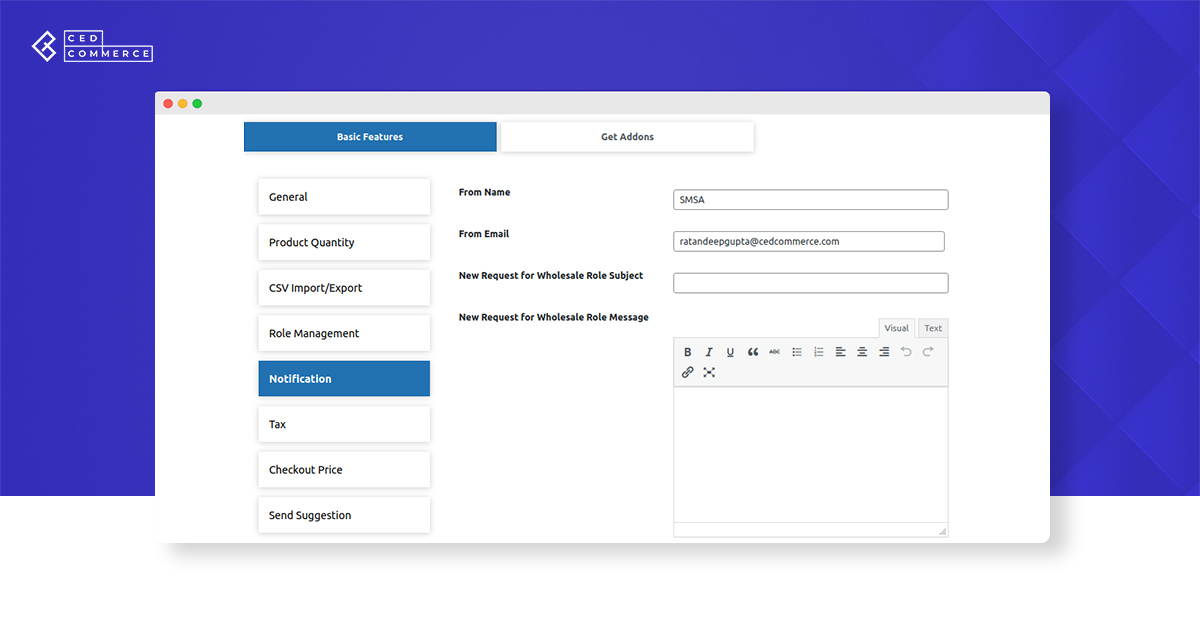 CED
COMMERCE
Basic Features
Get Addons
General
Product Quantity
CSV Import/Export
Role Management
Notification
Tax
Checkout Price
Send Suggestion
From Name
SMSA
From Email
ratandeepgupta@cedcommerce.com
New Request for Wholesale Role Subject
New Request for Wholesale Role Message
Visual
Text
B I U ABC